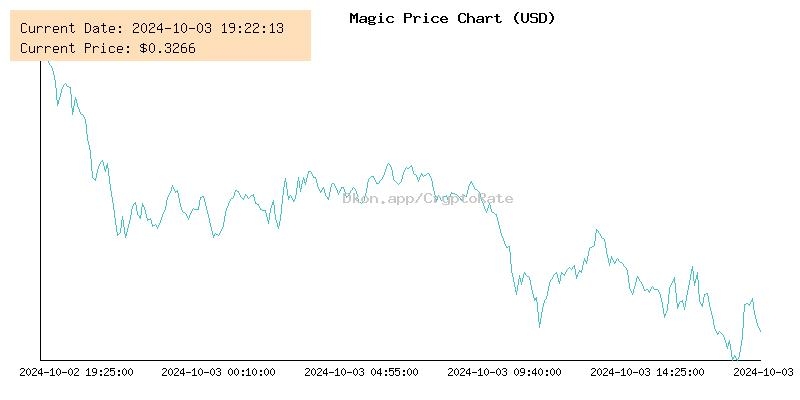 Magic Price Chart (USD)
Current Date: 2024-10-03 19:22:13
Current Price: $0.3266
Dkon.app/CryptoRate
2024-10-02 19:25:00 2024-10-03 00:10:00 2024-10-03 04:55:00 2024-10-03 09:40:00 2024-10-03 14:25:00 2024-10-03